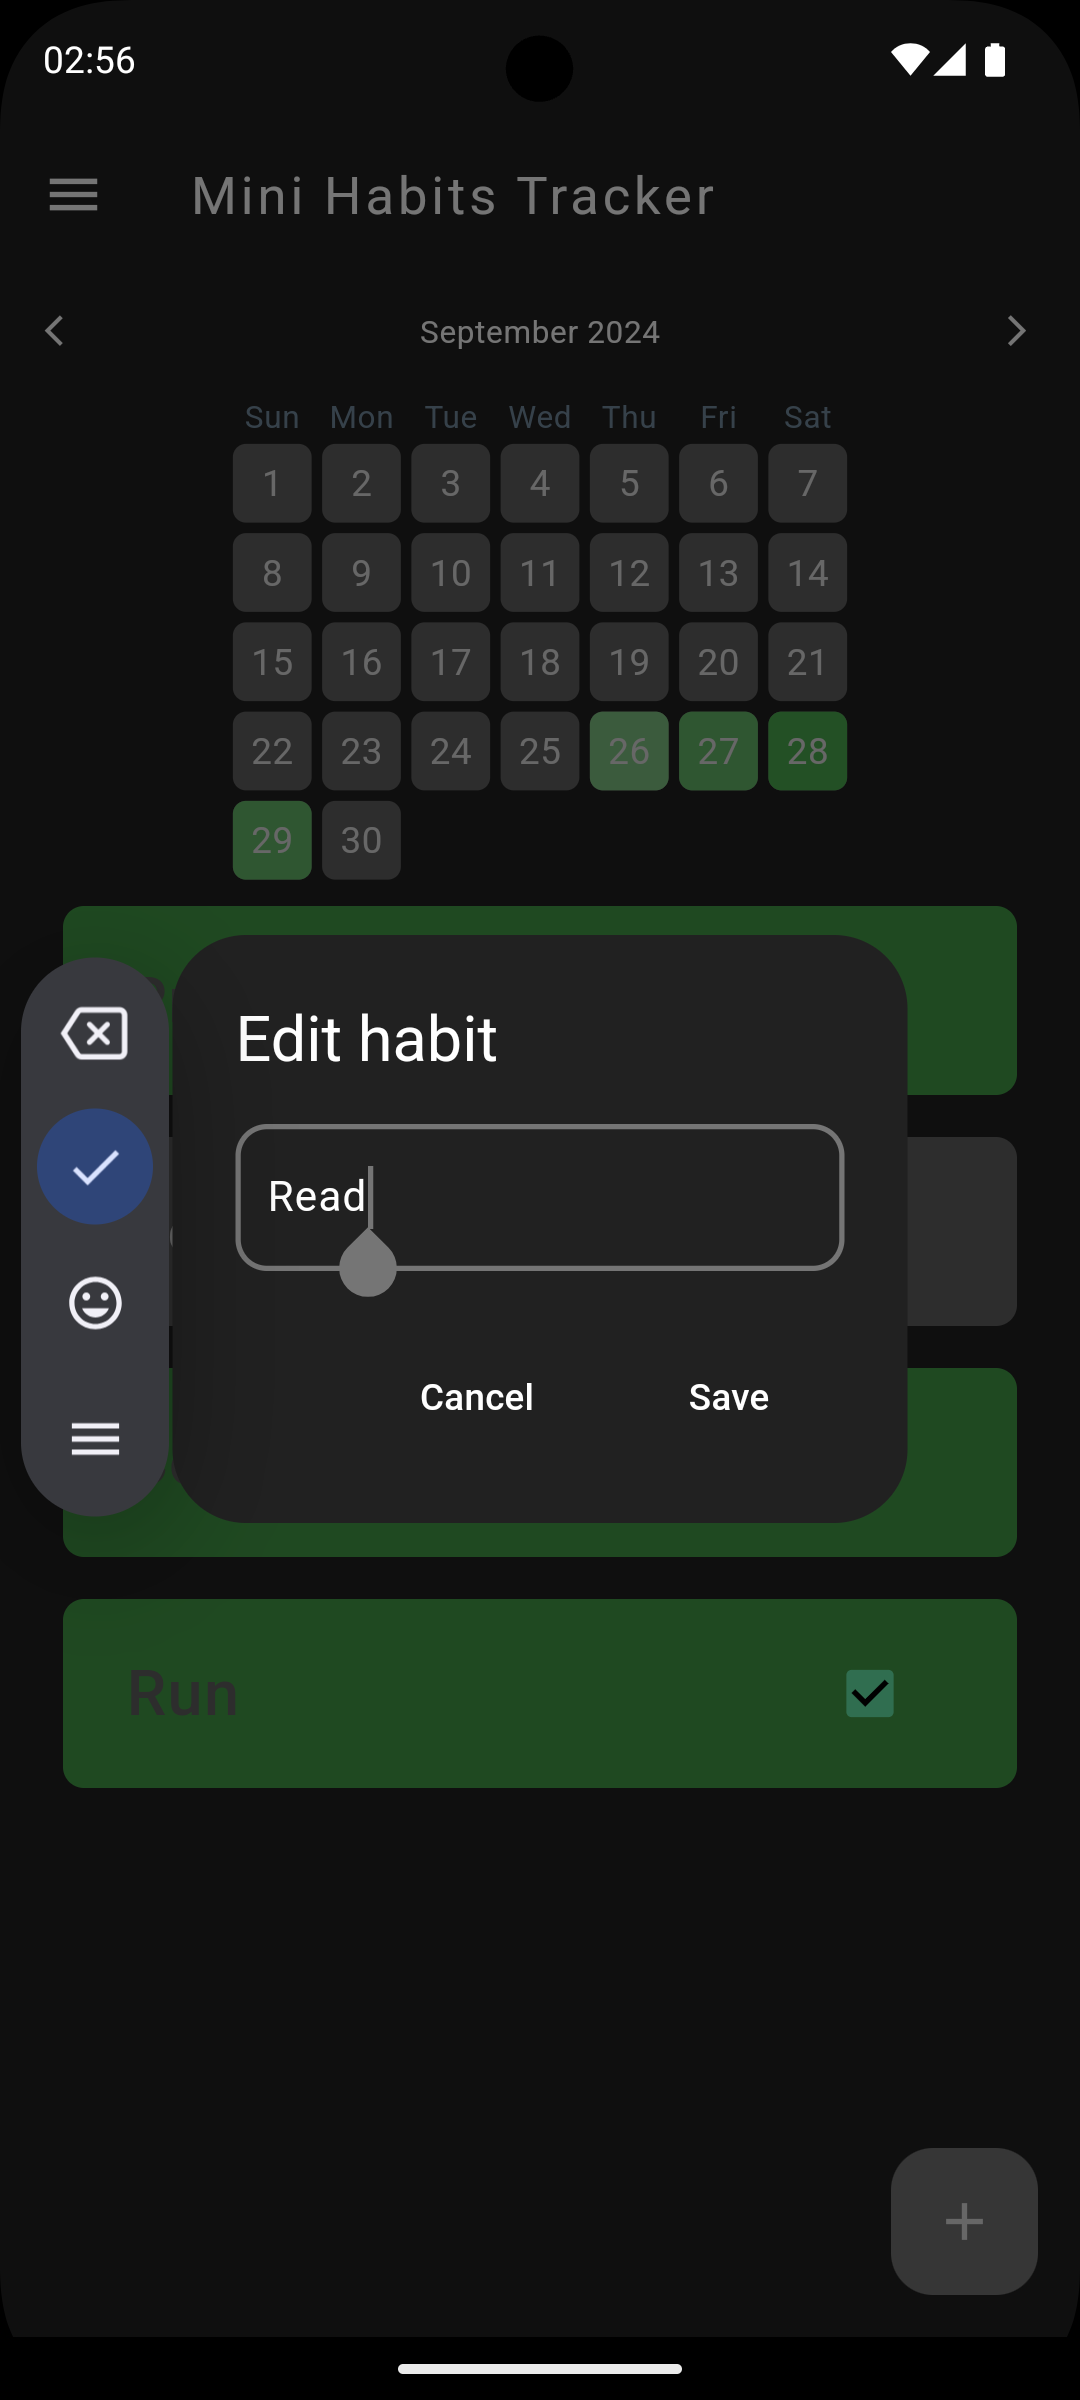 02:56
Mini Habits Tracker
September 2024
Sun Mon Tue Wed Thu Fri Sat
1 2 3 4 5 6 7
8 9 10 11 12 13 14
15 16 17 18 19 20 21
22 23 24 25 26 27 28
29 30
Edit habit
Read
Cancel Save
Run